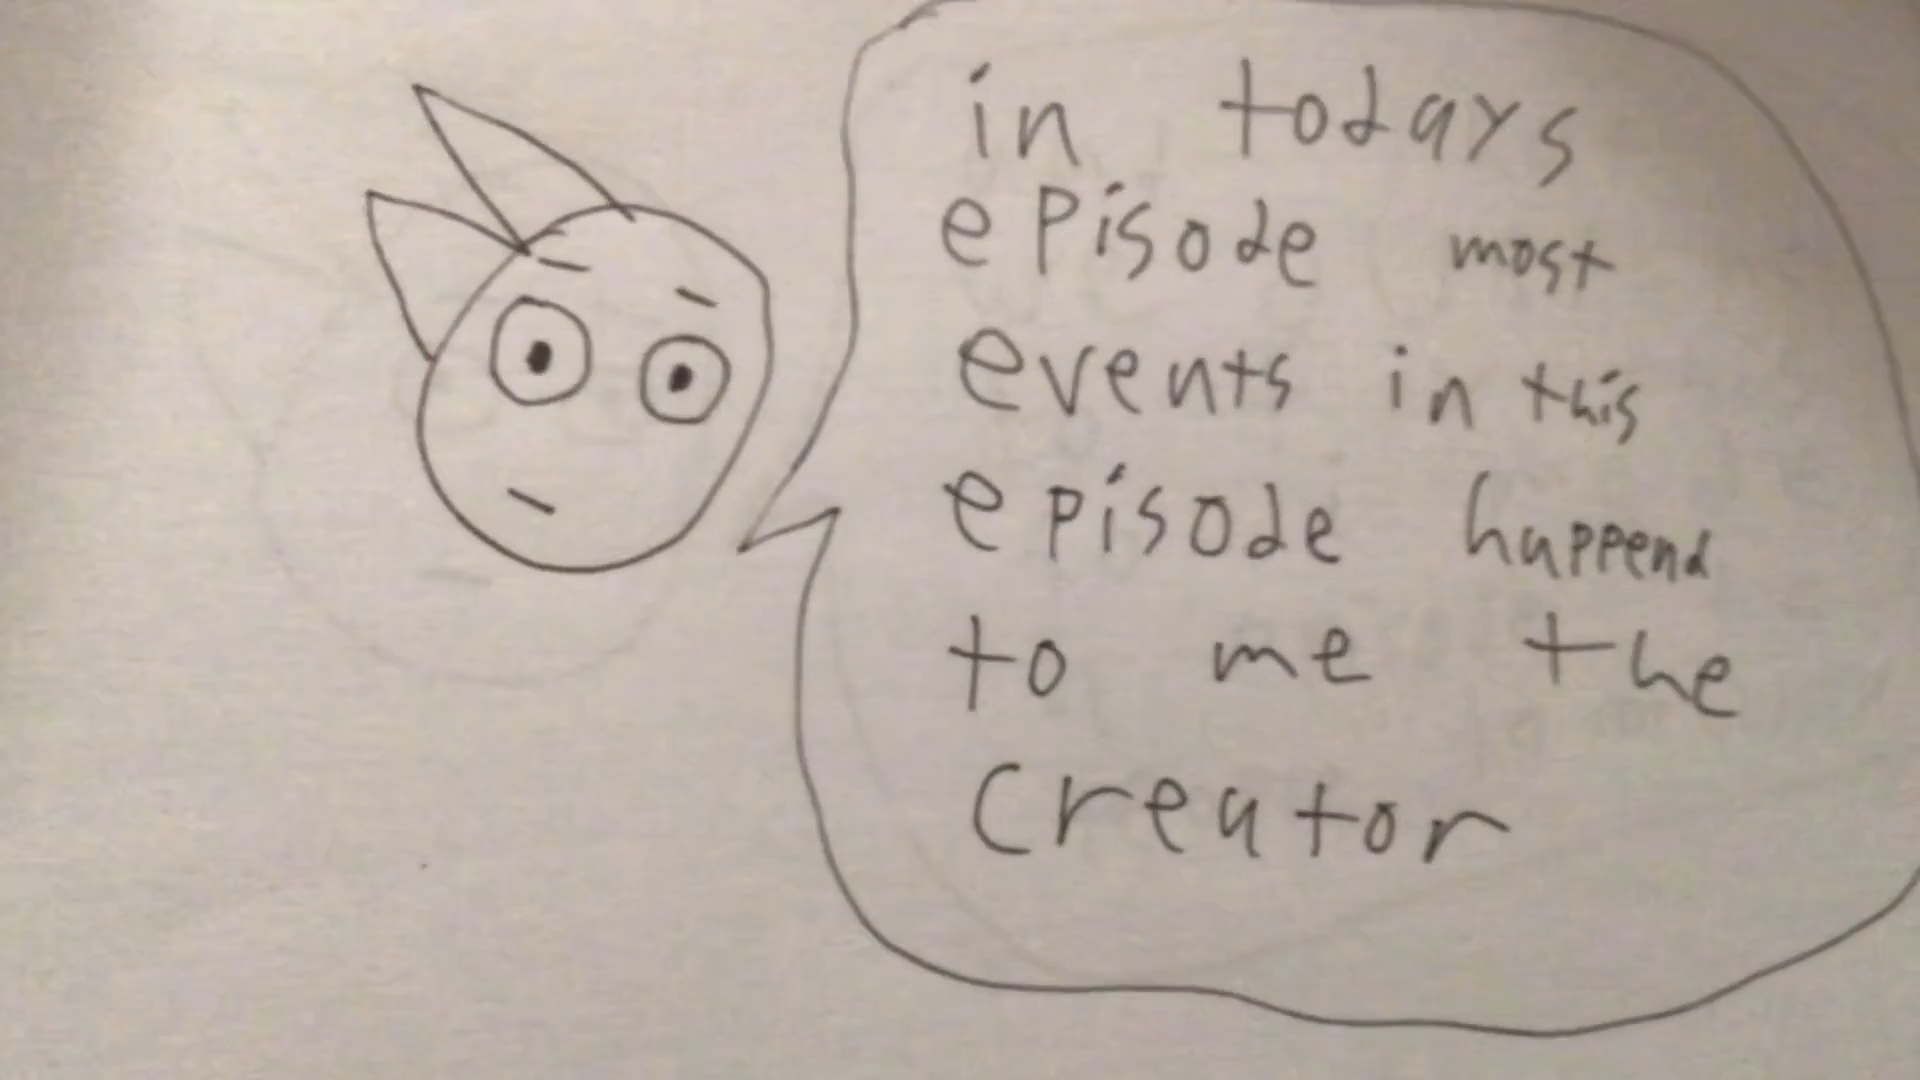 in todays
episode most
events in this
episode happend
to me the
creator